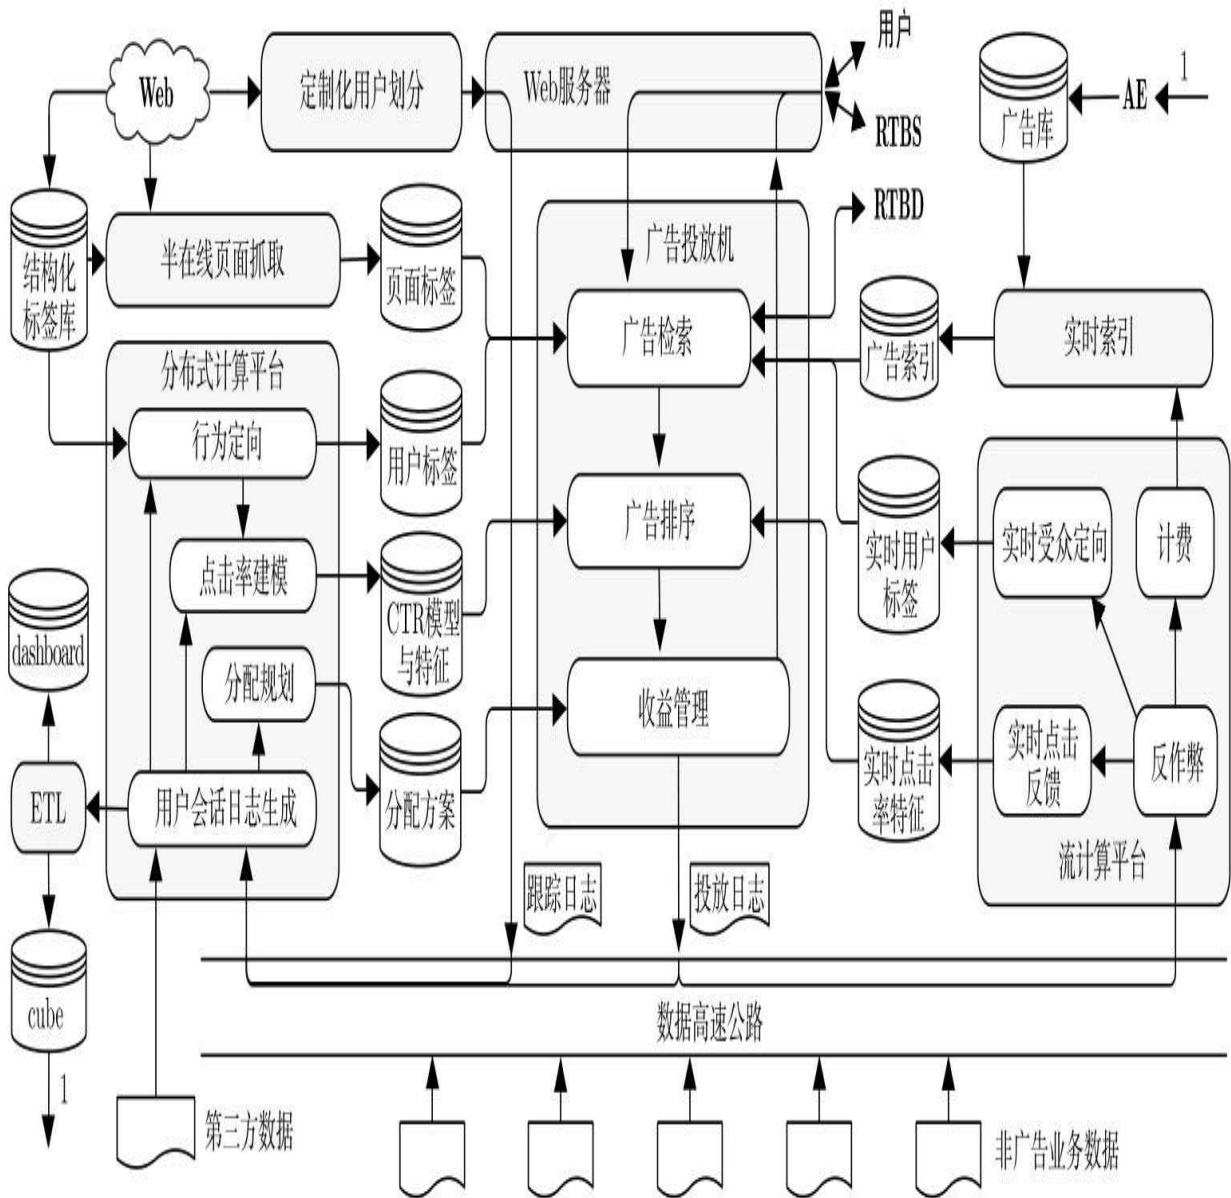 用户
Web
定制化用户划分
Web服务器
1
AE
广告库
RTBS
RTBD
半在线页面抓取
结构化
标签库
页面标签
广告投放机
广告检索
广告索引
实时索引
分布式计算平台
行为定向
用户标签
广告排序
实时用户
标签
实时受众定向
计费
点击率建模
CTR模型
与特征
dashboard
分配规划
收益管理
实时点击
率特征
实时点击
反馈
反作弊
ETL
用户会话日志生成
分配方案
流计算平台
跟踪日志
投放日志
cube
数据高速公路
1
第三方数据
非广告业务数据